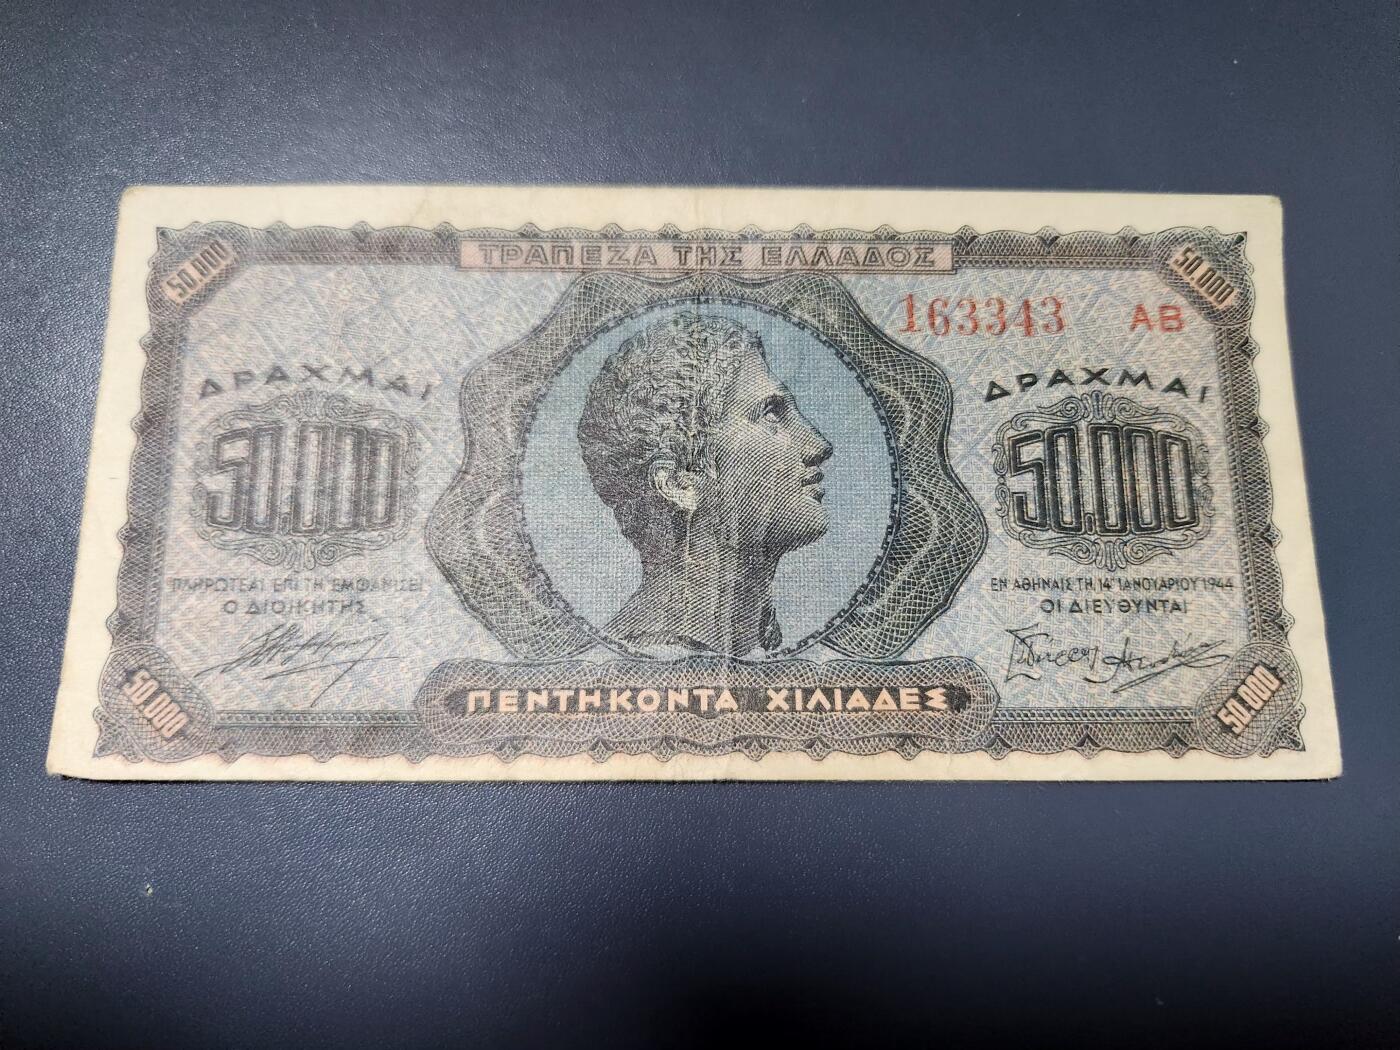 50.000
ΤΡΑΠΕΖΑ ΤΗΣ ΕΛΛΑΔΟΣ
50.000
163343 ΑΒ
ΔΡΑΧΜΑΙ
50.000
ΔΡΑΧΜΑΙ
50.000
ΠΛΗΡΩΤΕΑΙ ΕΠΙ ΤΗ ΕΜΦΑΝΙΣΕΙ
Ο ΔΙΟΙΚΗΤΗΣ
ΕΝ ΑΘΗΝΑΙΣ ΤΗ 14ῃ ΙΑΝΟΥΑΡΙΟΥ 1944
ΟΙ ΔΙΕΥΘΥΝΤΑΙ
50.000
ΠΕΝΤΗΚΟΝΤΑ ΧΙΛΙΑΔΕΣ
50.000